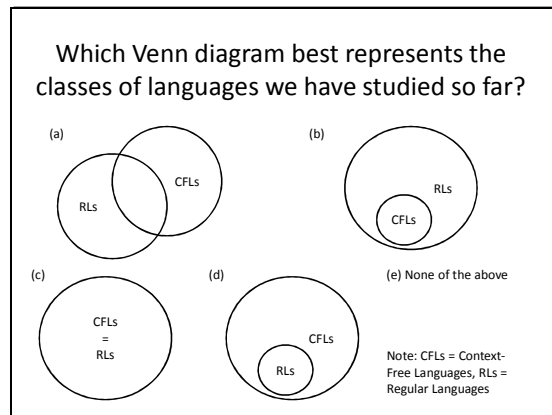 Which Venn diagram best represents the
classes of languages we have studied so far?
(a)
RLs
CFLs
(b)
RLs
CFLs
(c)
CFLs
=
RLs
(d)
CFLs
RLs
(e) None of the above
Note: CFLs = Context-
Free Languages, RLs =
Regular Languages